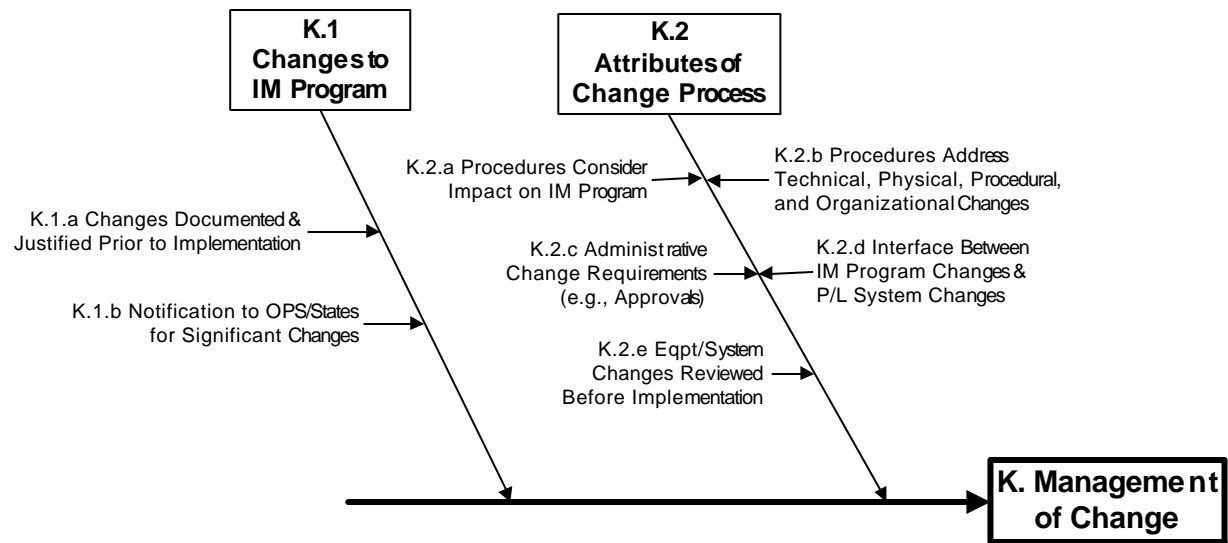 K.1
Changes to
IM Program
K.2
Attributes of
Change Process
K.2.a Procedures Consider
Impact on IM Program
K.2.b Procedures Address
Technical, Physical, Procedural,
and Organizational Changes
K.1.a Changes Documented &
Justified Prior to Implementation
K.2.c Administrative
Change Requirements
(e.g., Approvals)
K.2.d Interface Between
IM Program Changes &
P/L System Changes
K.1.b Notification to OPS/States
for Significant Changes
K.2.e Eqpt/System
Changes Reviewed
Before Implementation
K. Management
of Change